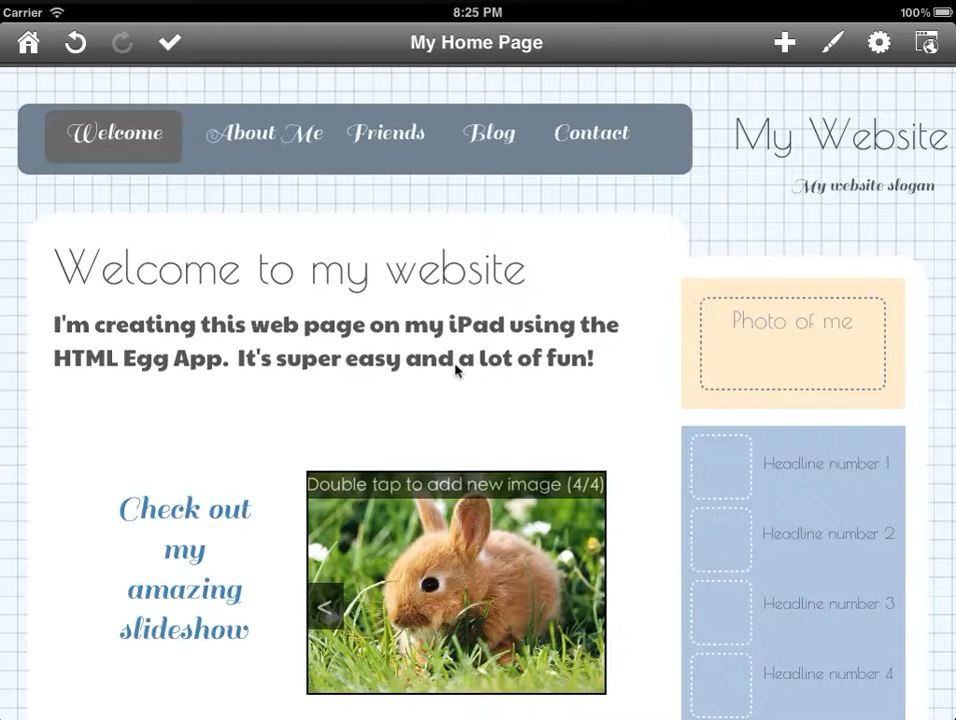 Carrier 8:25 PM 100%
My Home Page
Welcome About Me Friends Blog Contact
My Website
My website slogan
Welcome to my website
I'm creating this web page on my iPad using the
HTML Egg App. It's super easy and a lot of fun!
Photo of me
Check out
my
amazing
slideshow
Double tap to add new image (4/4)
<
Headline number 1
Headline number 2
Headline number 3
Headline number 4